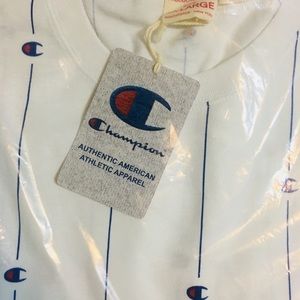 LARGE
Champion
AUTHENTIC AMERICAN
ATHLETIC APPAREL